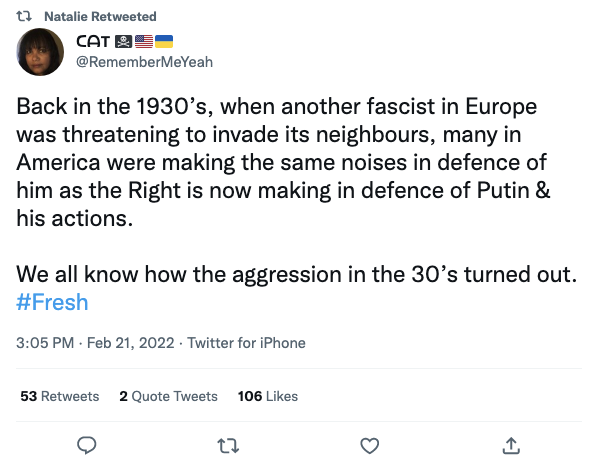 Natalie Retweeted
CAT
@RememberMeYeah
Back in the 1930's, when another fascist in Europe
was threatening to invade its neighbours, many in
America were making the same noises in defence of
him as the Right is now making in defence of Putin &
his actions.
We all know how the aggression in the 30's turned out.
#Fresh
3:05 PM · Feb 21, 2022 · Twitter for iPhone
53 Retweets 2 Quote Tweets 106 Likes